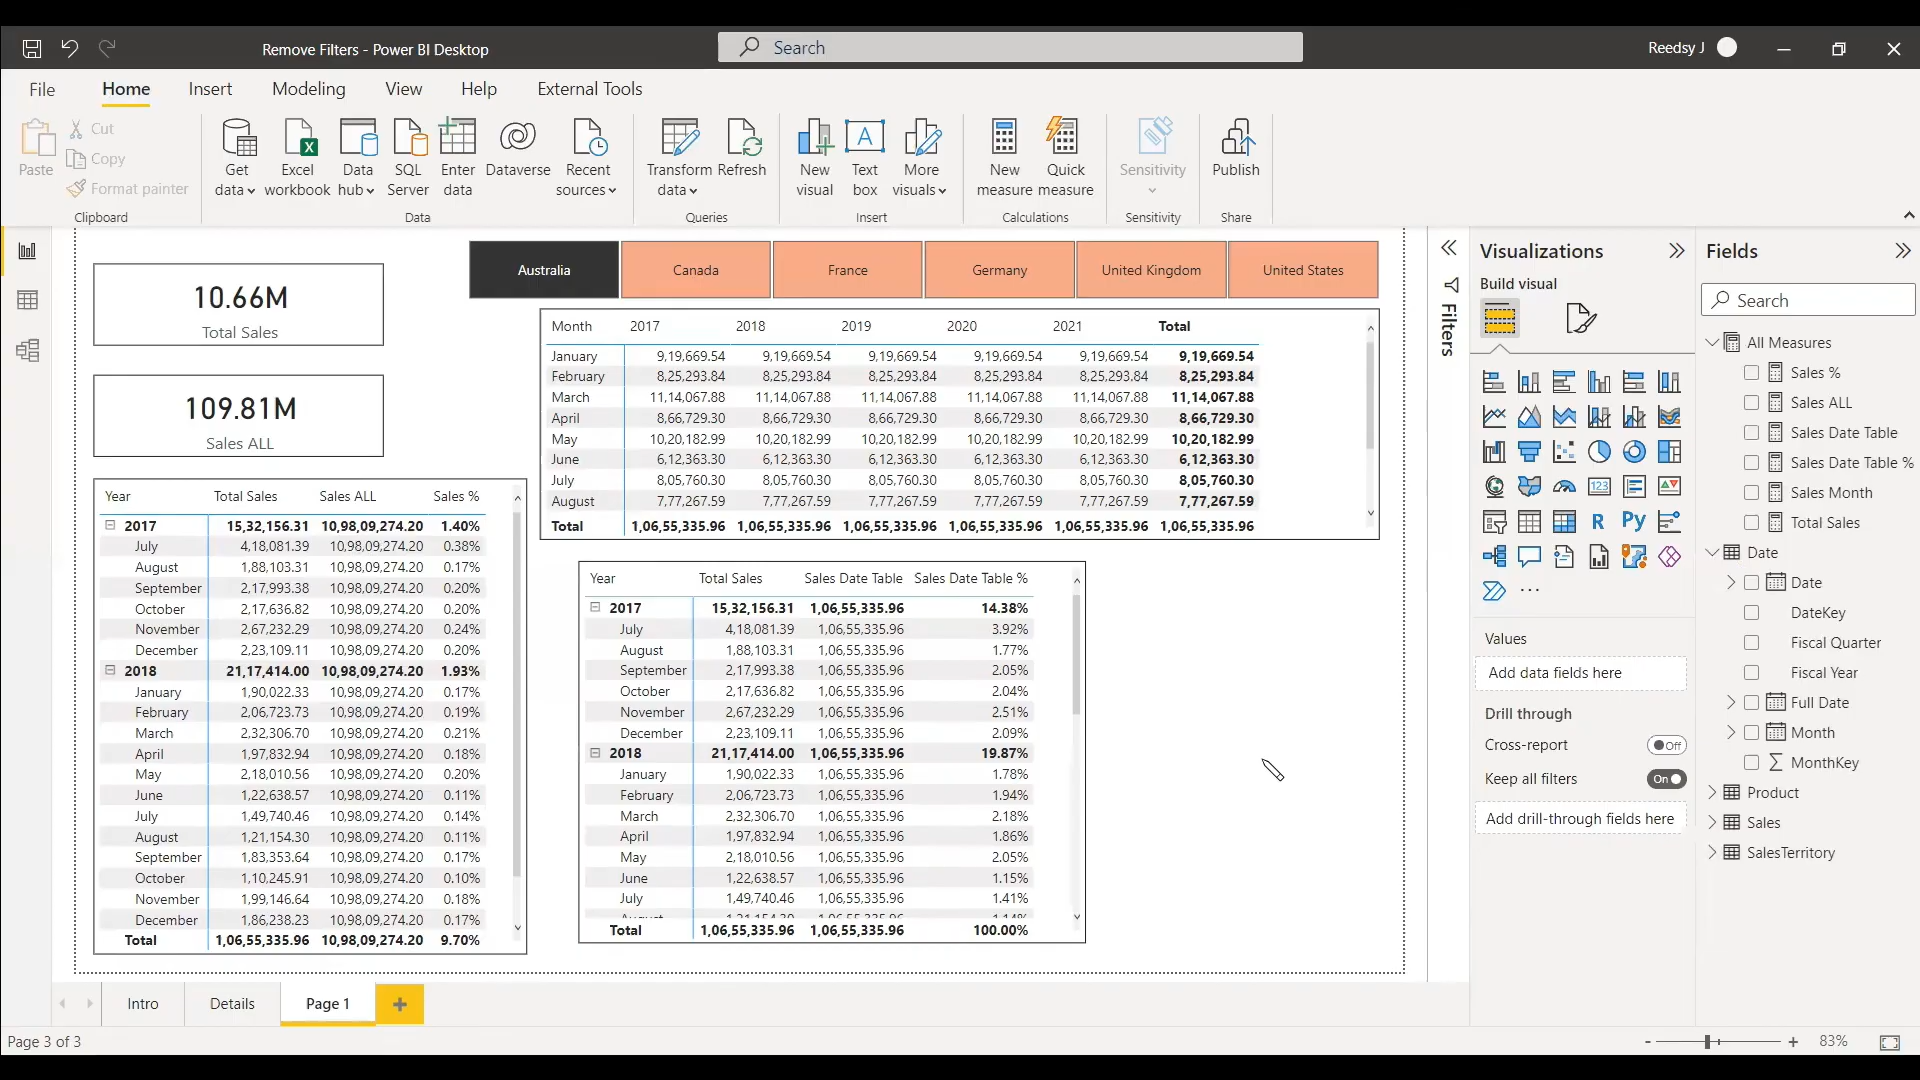 Remove Filters - Power BI Desktop
Search
Reedsy J
File Home Insert Modeling View Help External Tools
Paste
Cut
Copy
Format painter
Clipboard
Get data
Excel workbook
Data hub
SQL Server
Enter data
Dataverse
Recent sources
Data
Transform data
Refresh
Queries
New visual
Text box
More visuals
Insert
New measure
Quick measure
Calculations
Sensitivity
Sensitivity
Publish
Share
10.66M
Total Sales
109.81M
Sales ALL
Australia Canada France Germany United Kingdom United States
Month 2017 2018 2019 2020 2021 Total
January 9,19,669.54 9,19,669.54 9,19,669.54 9,19,669.54 9,19,669.54 9,19,669.54
February 8,25,293.84 8,25,293.84 8,25,293.84 8,25,293.84 8,25,293.84 8,25,293.84
March 11,14,067.88 11,14,067.88 11,14,067.88 11,14,067.88 11,14,067.88 11,14,067.88
April 8,66,729.30 8,66,729.30 8,66,729.30 8,66,729.30 8,66,729.30 8,66,729.30
May 10,20,182.99 10,20,182.99 10,20,182.99 10,20,182.99 10,20,182.99 10,20,182.99
June 6,12,363.30 6,12,363.30 6,12,363.30 6,12,363.30 6,12,363.30 6,12,363.30
July 8,05,760.30 8,05,760.30 8,05,760.30 8,05,760.30 8,05,760.30 8,05,760.30
August 7,77,267.59 7,77,267.59 7,77,267.59 7,77,267.59 7,77,267.59 7,77,267.59
Total 1,06,55,335.96 1,06,55,335.96 1,06,55,335.96 1,06,55,335.96 1,06,55,335.96 1,06,55,335.96
Year Total Sales Sales ALL Sales %
2017 15,32,156.31 10,98,09,274.20 1.40%
July 4,18,081.39 10,98,09,274.20 0.38%
August 1,88,103.31 10,98,09,274.20 0.17%
September 2,17,993.38 10,98,09,274.20 0.20%
October 2,17,636.82 10,98,09,274.20 0.20%
November 2,67,232.29 10,98,09,274.20 0.24%
December 2,23,109.11 10,98,09,274.20 0.20%
2018 21,17,414.00 10,98,09,274.20 1.93%
January 1,90,022.33 10,98,09,274.20 0.17%
February 2,06,723.73 10,98,09,274.20 0.19%
March 2,32,306.70 10,98,09,274.20 0.21%
April 1,97,832.94 10,98,09,274.20 0.18%
May 2,18,010.56 10,98,09,274.20 0.20%
June 1,22,638.57 10,98,09,274.20 0.11%
July 1,49,740.46 10,98,09,274.20 0.14%
August 1,21,154.30 10,98,09,274.20 0.11%
September 1,83,353.64 10,98,09,274.20 0.17%
October 1,10,245.91 10,98,09,274.20 0.10%
November 1,99,146.64 10,98,09,274.20 0.18%
December 1,86,238.23 10,98,09,274.20 0.17%
Total 1,06,55,335.96 10,98,09,274.20 9.70%
Year Total Sales Sales Date Table Sales Date Table %
2017 15,32,156.31 1,06,55,335.96 14.38%
July 4,18,081.39 1,06,55,335.96 3.92%
August 1,88,103.31 1,06,55,335.96 1.77%
September 2,17,993.38 1,06,55,335.96 2.05%
October 2,17,636.82 1,06,55,335.96 2.04%
November 2,67,232.29 1,06,55,335.96 2.51%
December 2,23,109.11 1,06,55,335.96 2.09%
2018 21,17,414.00 1,06,55,335.96 19.87%
January 1,90,022.33 1,06,55,335.96 1.78%
February 2,06,723.73 1,06,55,335.96 1.94%
March 2,32,306.70 1,06,55,335.96 2.18%
April 1,97,832.94 1,06,55,335.96 1.86%
May 2,18,010.56 1,06,55,335.96 2.05%
June 1,22,638.57 1,06,55,335.96 1.15%
July 1,49,740.46 1,06,55,335.96 1.41%
Total 1,06,55,335.96 1,06,55,335.96 100.00%
Filters
Visualizations
Build visual
R Py
123
...
Values
Add data fields here
Drill through
Cross-report Off
Keep all filters On
Add drill-through fields here
Fields
Search
All Measures
Sales %
Sales ALL
Sales Date Table
Sales Date Table %
Sales Month
Total Sales
Date
Date
DateKey
Fiscal Quarter
Fiscal Year
Full Date
Month
MonthKey
Product
Sales
SalesTerritory
Intro Details Page 1 +
Page 3 of 3
- + 83%